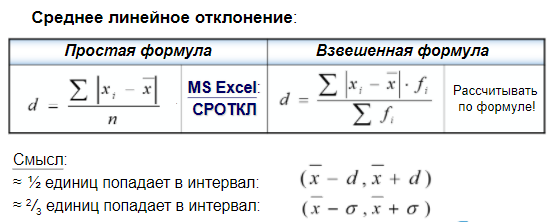 Среднее линейное отклонение:
Простая формула
Взвешенная формула
d = ∑ |xᵢ − x̅| / n
MS Excel:
СРОТКЛ
d = ∑ |xᵢ − x̅| · fᵢ / ∑ fᵢ
Рассчитывать
по формуле!
Смысл:
≈ ½ единиц попадает в интервал: (x̅ − d, x̅ + d)
≈ ⅔ единиц попадает в интервал: (x̅ − σ, x̅ + σ)